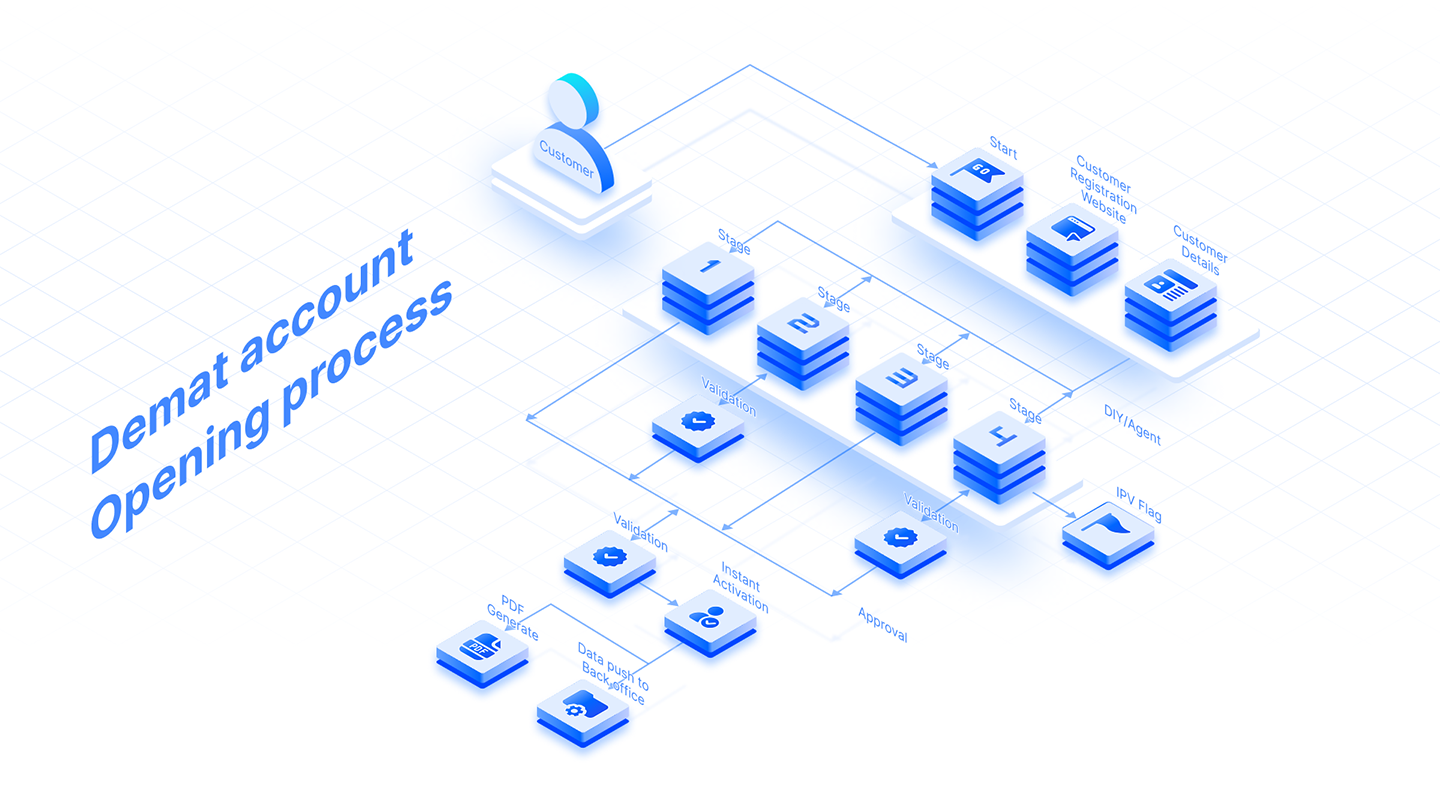 Demat account
Opening process
Customer
Start
GO
Customer
Registration
Website
Customer
Details
Stage
1
Stage
2
Stage
3
Stage
4
DIY/Agent
Validation
Validation
IPV Flag
Validation
Instant
Activation
Approval
PDF
Generate
PDF
Data push to
Back office